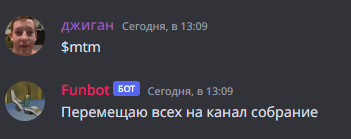 джиган Сегодня, в 13:09
$mtm
Funbot БОТ Сегодня, в 13:09
Перемещаю всех на канал собрание